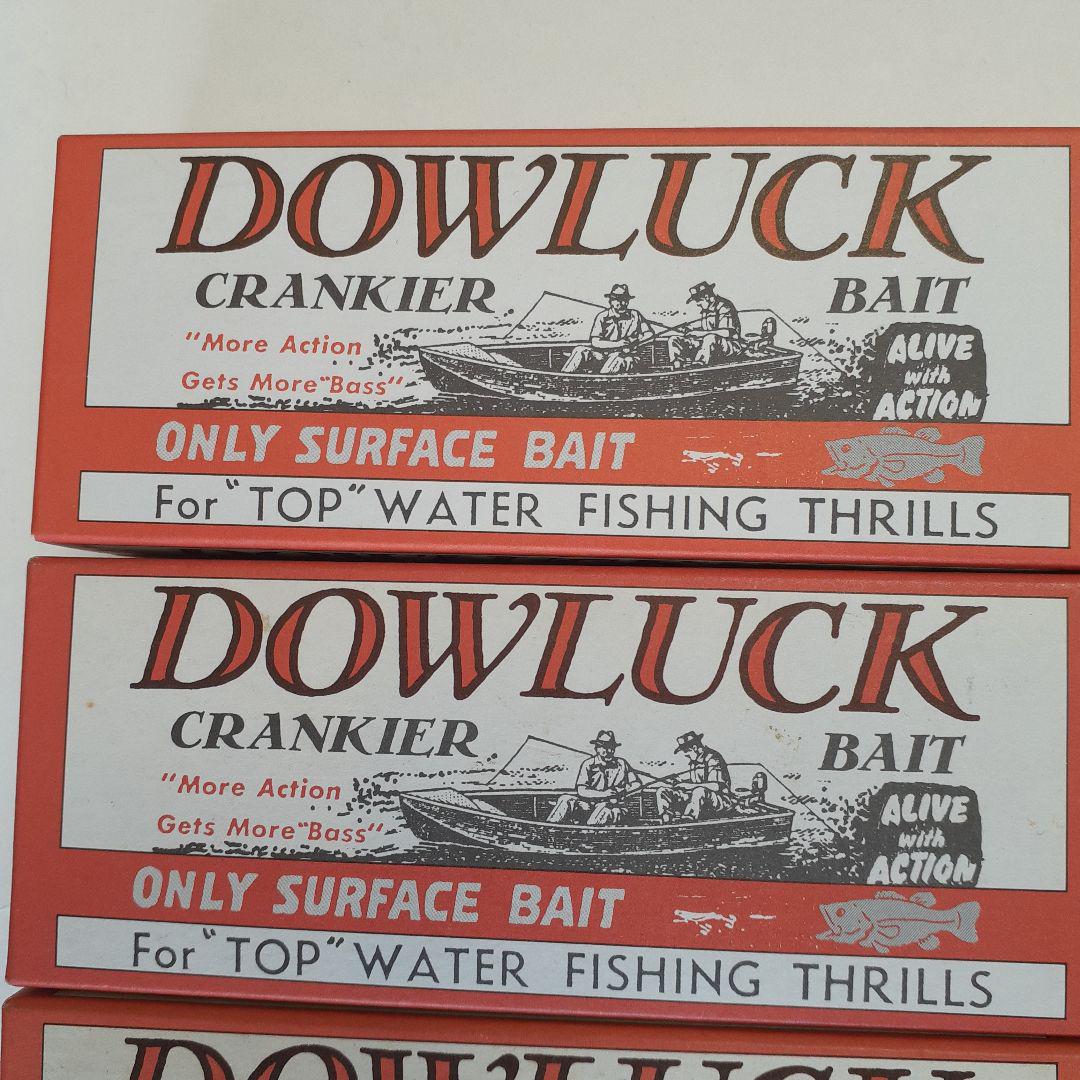 DOWLUCK
CRANKIER BAIT
"More Action
Gets More "Bass"
ALIVE
with
ACTION
ONLY SURFACE BAIT
For "TOP" WATER FISHING THRILLS
DOWLUCK
CRANKIER BAIT
"More Action
Gets More "Bass"
ALIVE
with
ACTION
ONLY SURFACE BAIT
For "TOP" WATER FISHING THRILLS
DOWLUCK